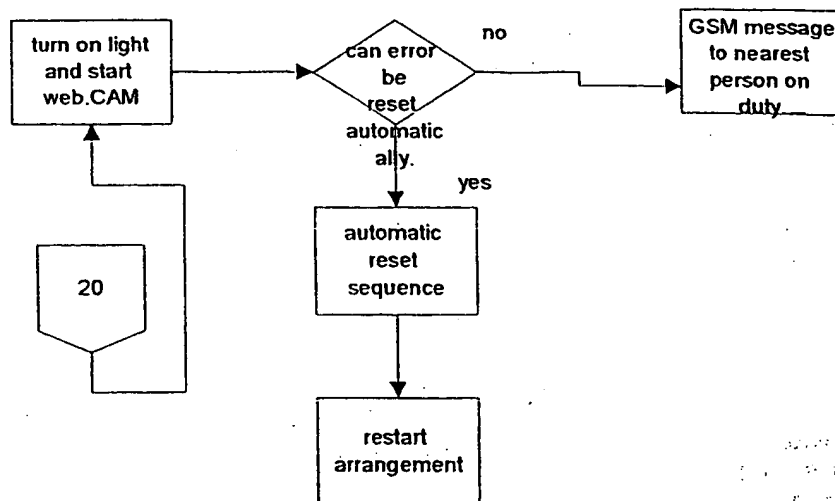 turn on light
and start
web.CAM
can error
be
reset
automatic
ally.
no
GSM message
to nearest
person on
duty
yes
automatic
reset
sequence
20
restart
arrangement